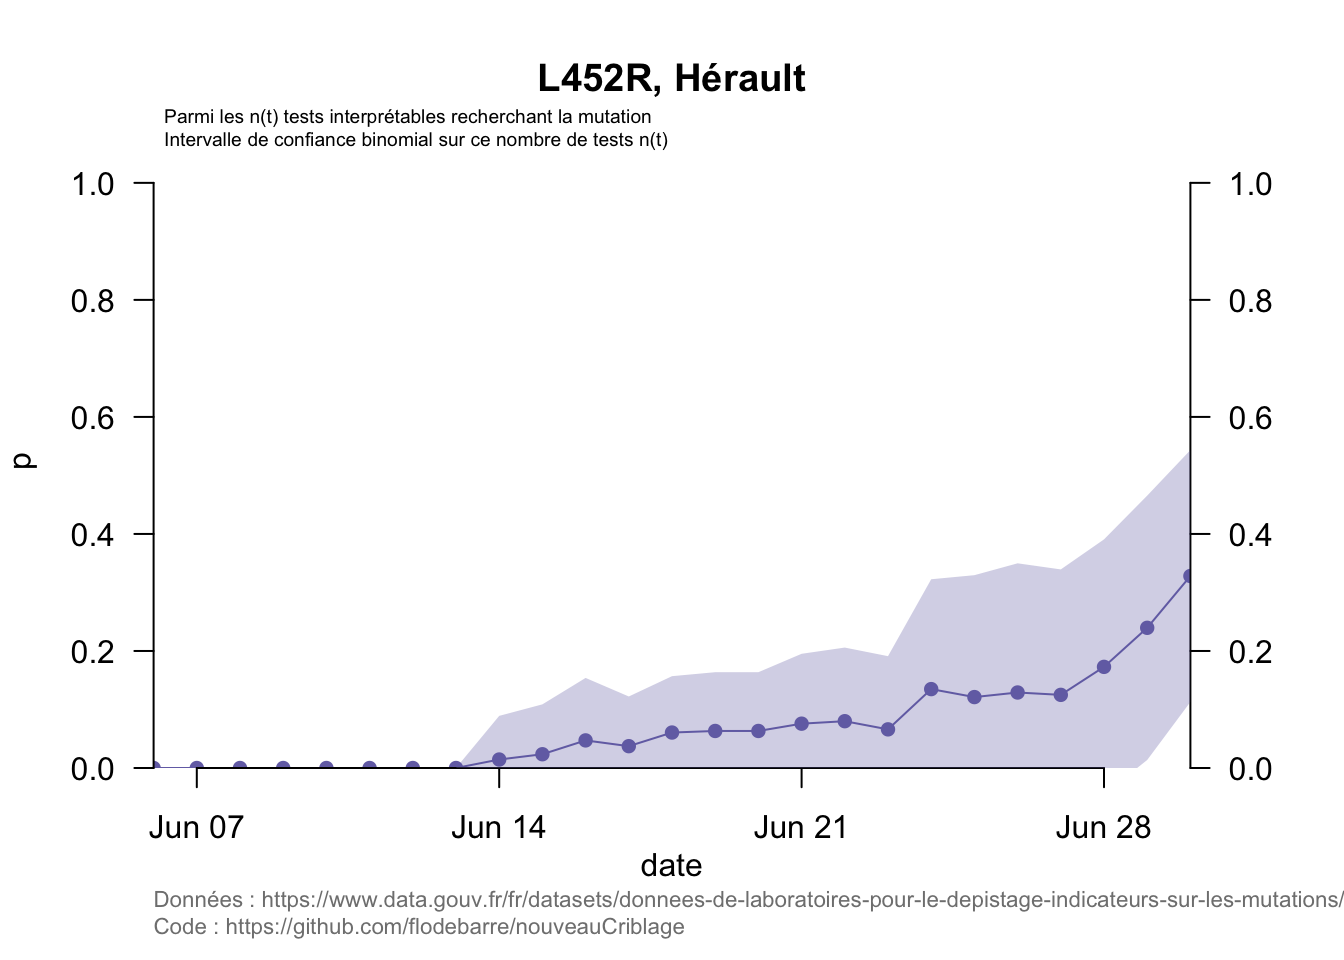 L452R, Hérault
Parmi les n(t) tests interprétables recherchant la mutation
Intervalle de confiance binomial sur ce nombre de tests n(t)
1.0 1.0
0.8 0.8
0.6 0.6
p
0.4 0.4
0.2 0.2
0.0 0.0
Jun 07 Jun 14 Jun 21 Jun 28
date
Données : https://www.data.gouv.fr/fr/datasets/donnees-de-laboratoires-pour-le-depistage-indicateurs-sur-les-mutations/
Code : https://github.com/flodebarre/nouveauCriblage